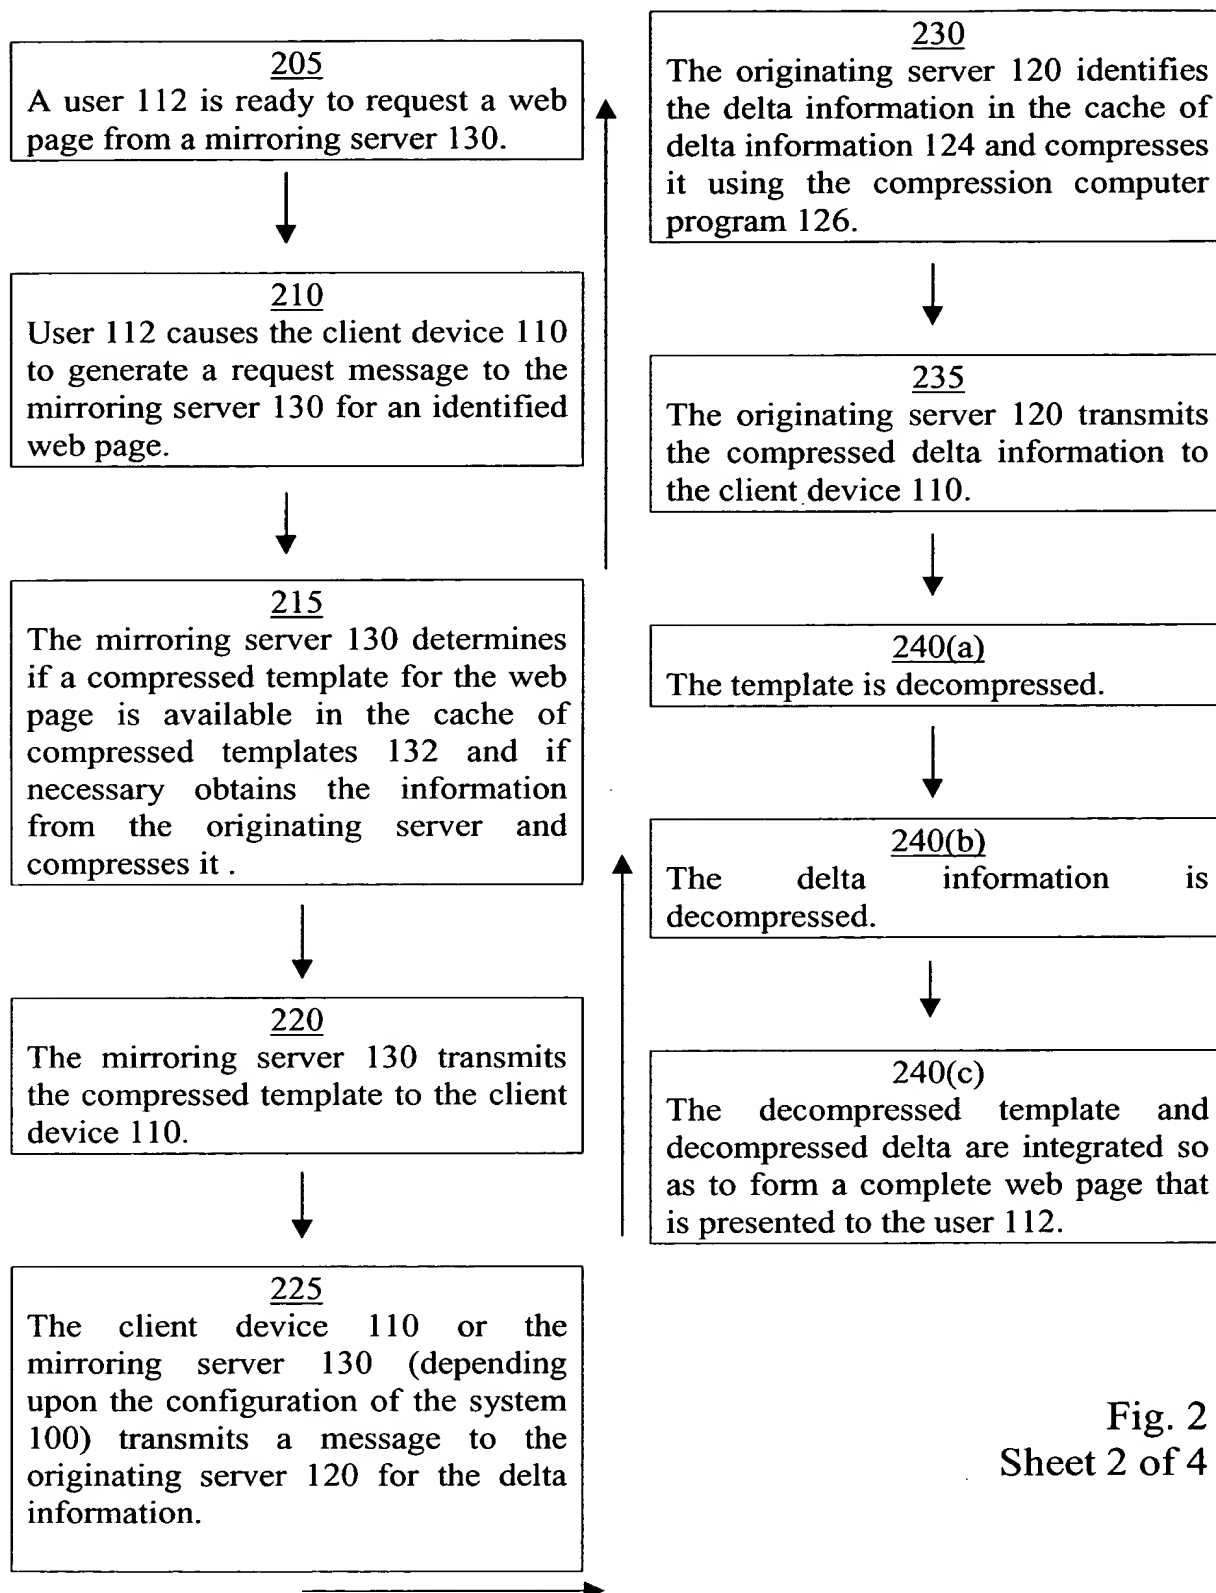 205
A user 112 is ready to request a web
page from a mirroring server 130.
210
User 112 causes the client device 110
to generate a request message to the
mirroring server 130 for an identified
web page.
215
The mirroring server 130 determines
if a compressed template for the web
page is available in the cache of
compressed templates 132 and if
necessary obtains the information
from the originating server and
compresses it .
220
The mirroring server 130 transmits
the compressed template to the client
device 110.
225
The client device 110 or the
mirroring server 130 (depending
upon the configuration of the system
100) transmits a message to the
originating server 120 for the delta
information.
230
The originating server 120 identifies
the delta information in the cache of
delta information 124 and compresses
it using the compression computer
program 126.
235
The originating server 120 transmits
the compressed delta information to
the client device 110.
240(a)
The template is decompressed.
240(b)
The delta information is
decompressed.
240(c)
The decompressed template and
decompressed delta are integrated so
as to form a complete web page that
is presented to the user 112.
Fig. 2
Sheet 2 of 4